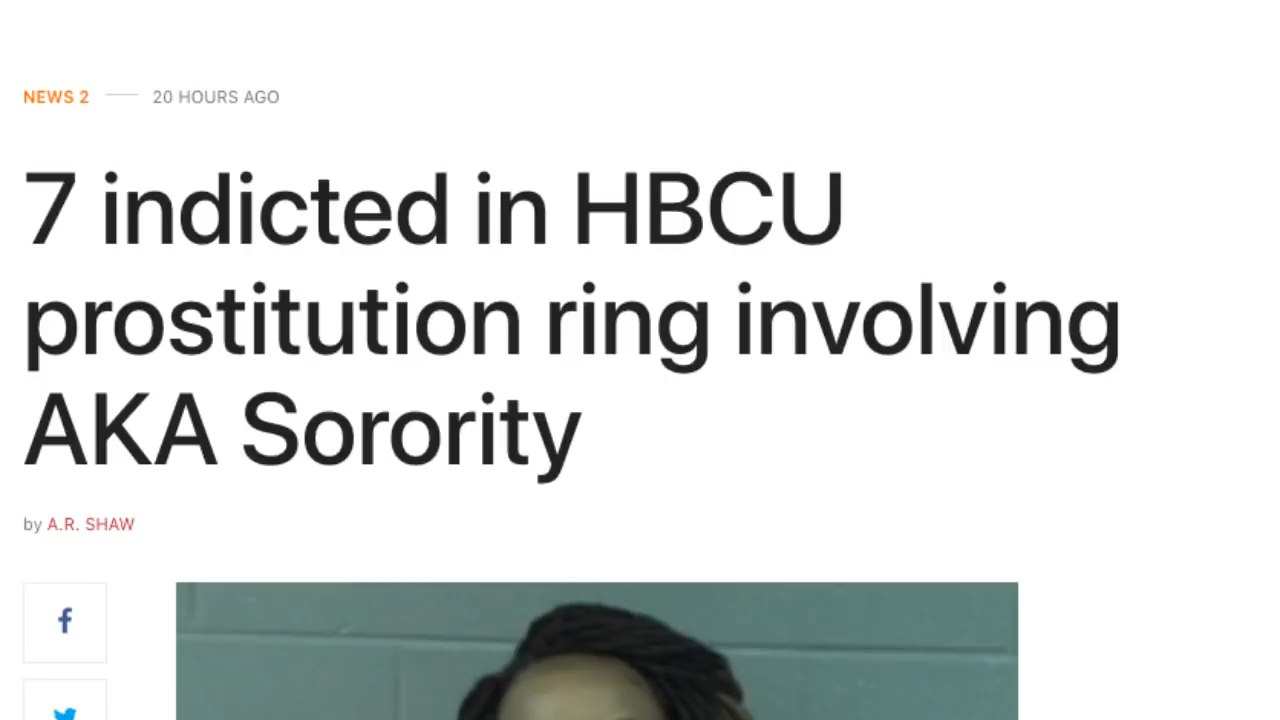 NEWS 2 20 HOURS AGO
7 indicted in HBCU
prostitution ring involving
AKA Sorority
by A.R. SHAW